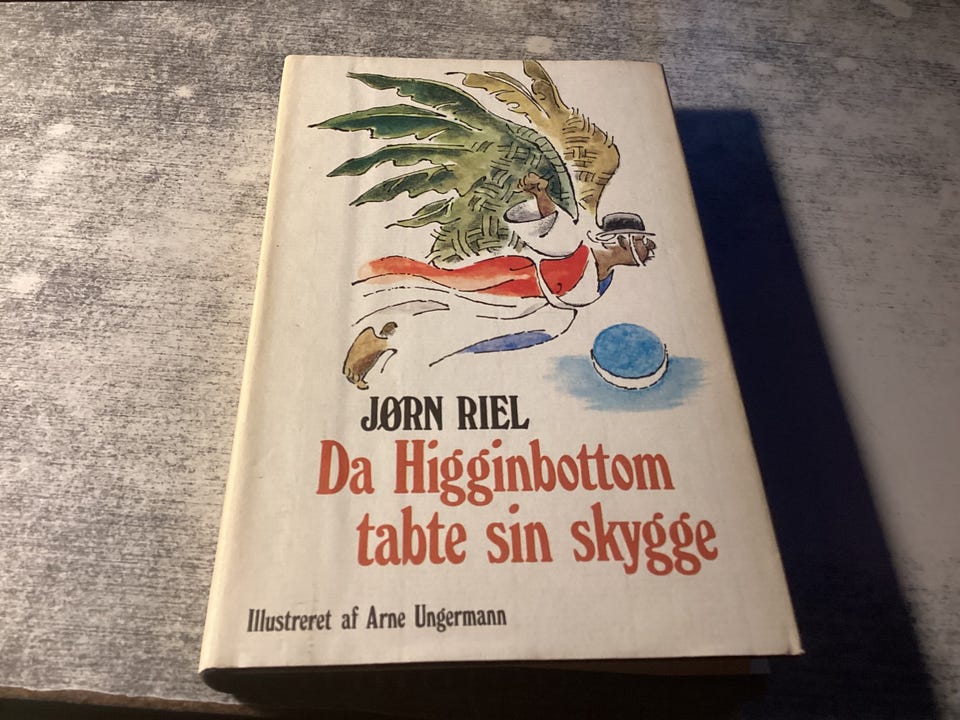 JØRN RIEL
Da Higginbottom
tabte sin skygge
Illustreret af Arne Ungermann